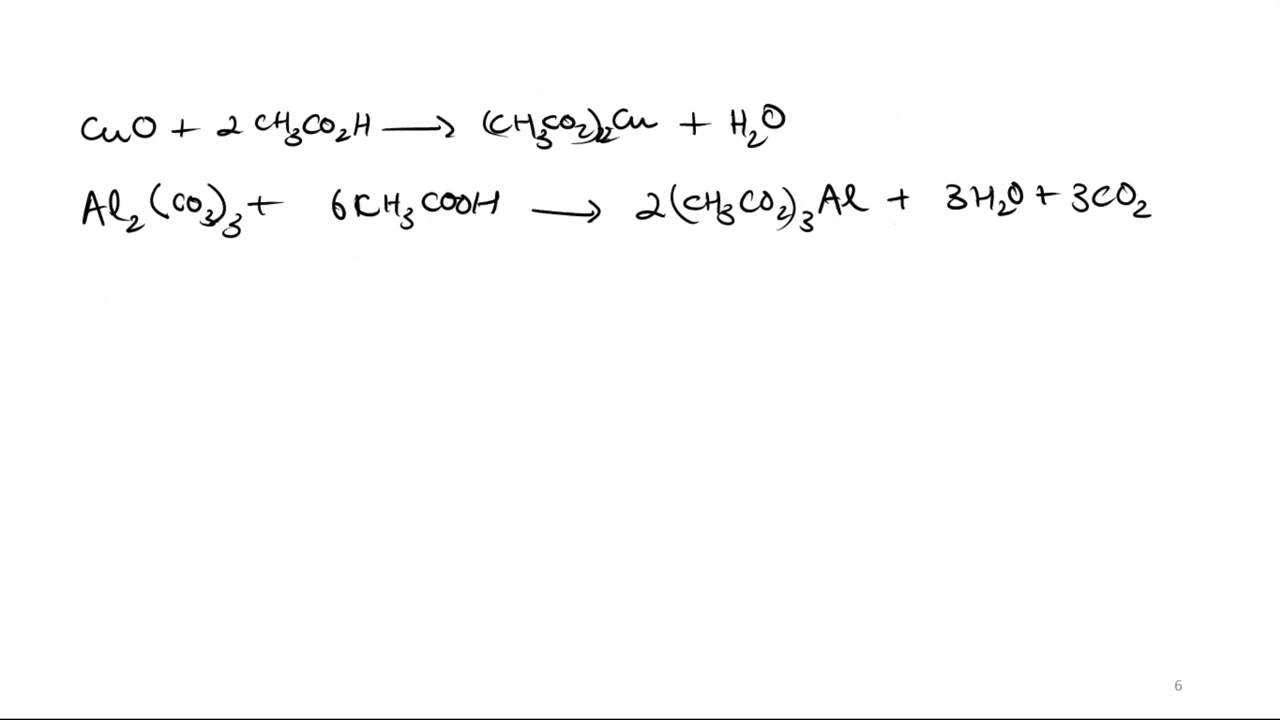 CuO + 2 CH₃CO₂H ⟶ (CH₃CO₂)₂Cu + H₂O
Al₂(CO₃)₃ + 6CH₃COOH ⟶ 2(CH₃CO₂)₃Al + 3H₂O + 3CO₂
6